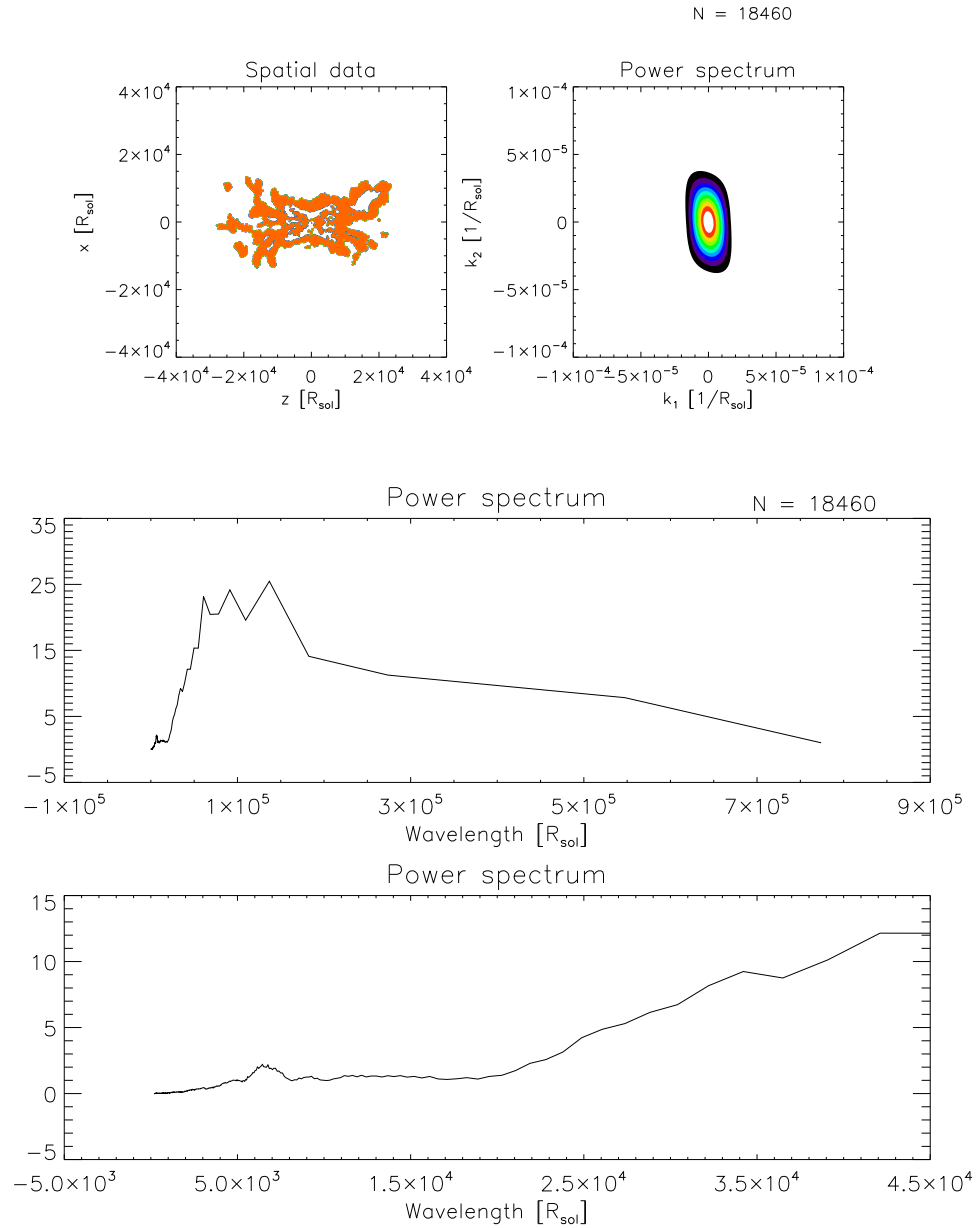 N = 18460
Spatial data
Power spectrum
4×10⁴
2×10⁴
0
−2×10⁴
−4×10⁴
x [R_sol]
−4×10⁴ −2×10⁴ 0 2×10⁴ 4×10⁴
z [R_sol]
1×10⁻⁴
5×10⁻⁵
0
−5×10⁻⁵
−1×10⁻⁴
k₂ [1/R_sol]
−1×10⁻⁴ −5×10⁻⁵ 0 5×10⁻⁵ 1×10⁻⁴
k₁ [1/R_sol]
Power spectrum
N = 18460
35
25
15
5
−5
−1×10⁵ 1×10⁵ 3×10⁵ 5×10⁵ 7×10⁵ 9×10⁵
Wavelength [R_sol]
Power spectrum
15
10
5
0
−5
−5.0×10³ 5.0×10³ 1.5×10⁴ 2.5×10⁴ 3.5×10⁴ 4.5×10⁴
Wavelength [R_sol]